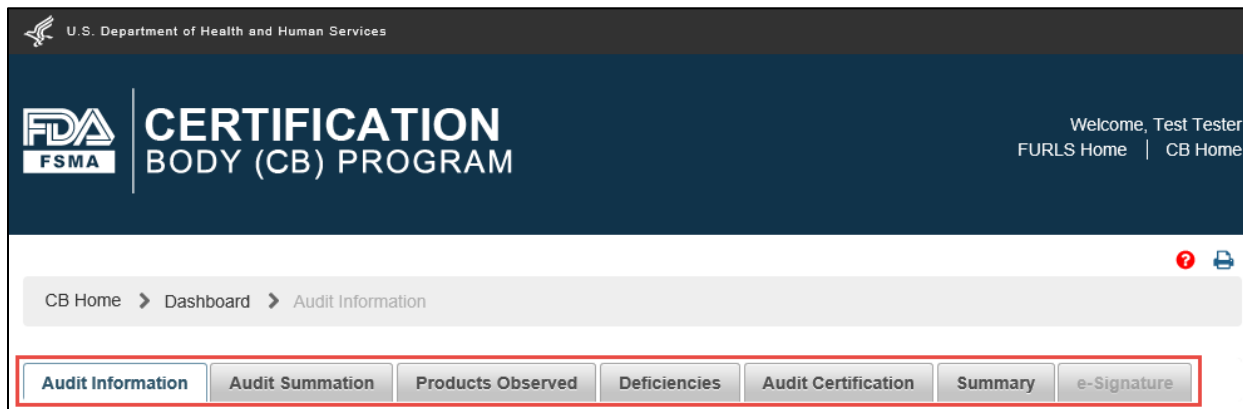 U.S. Department of Health and Human Services
FDA
FSMA
CERTIFICATION
BODY (CB) PROGRAM
Welcome, Test Tester
FURLS Home | CB Home
?
CB Home > Dashboard > Audit Information
Audit Information Audit Summation Products Observed Deficiencies Audit Certification Summary e-Signature